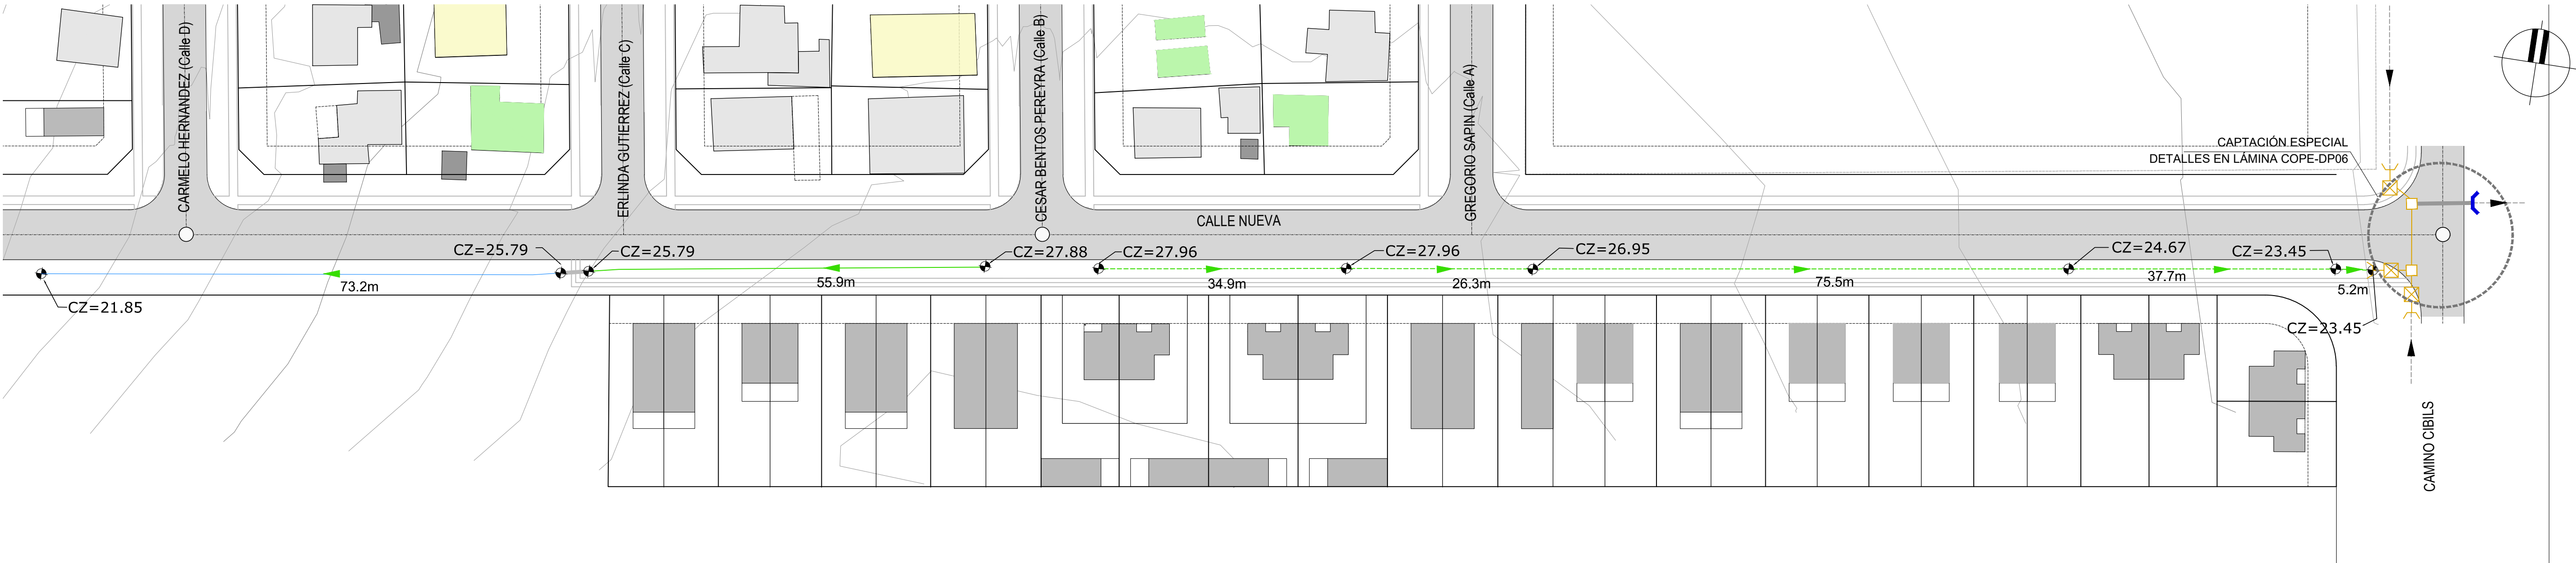 CARMELO HERNANDEZ (Calle D)
ERLINDA GUTIERREZ (Calle C)
CESAR BENTOS PEREYRA (Calle B)
GREGORIO SAPIN (Calle A)
CAPTACIÓN ESPECIAL
DETALLES EN LÁMINA COPE-DP06
CALLE NUEVA
CZ=25.79
CZ=25.79
CZ=27.88
CZ=27.96
CZ=27.96
CZ=26.95
CZ=24.67
CZ=23.45
73.2m
55.9m
34.9m
26.3m
75.5m
37.7m
5.2m
CZ=21.85
CZ=23.45
CAMINO CIBILS